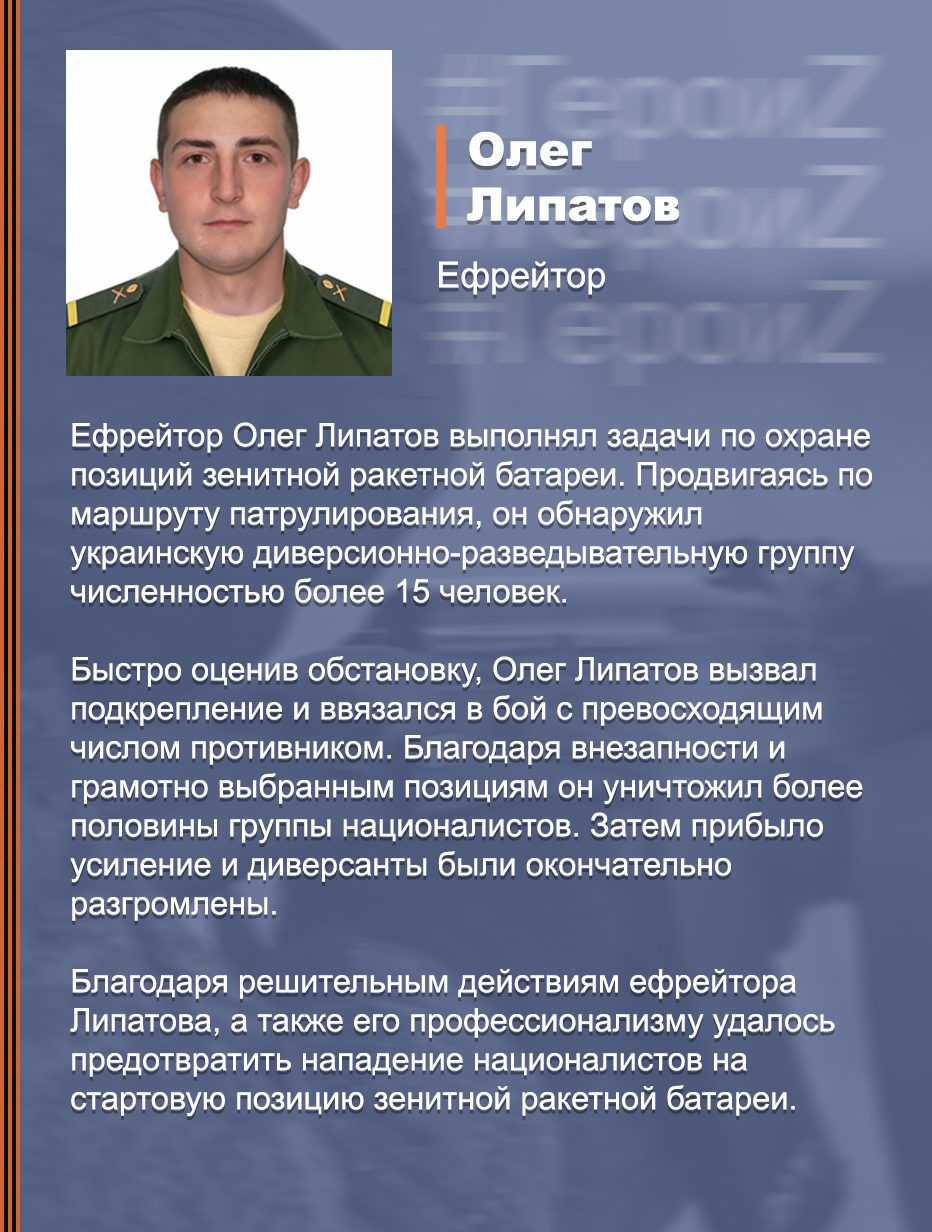 #ГероиZ
#ГероиZ
#ГероиZ
Олег
Липатов
Ефрейтор
Ефрейтор Олег Липатов выполнял задачи по охране
позиций зенитной ракетной батареи. Продвигаясь по
маршруту патрулирования, он обнаружил
украинскую диверсионно-разведывательную группу
численностью более 15 человек.
Быстро оценив обстановку, Олег Липатов вызвал
подкрепление и ввязался в бой с превосходящим
числом противником. Благодаря внезапности и
грамотно выбранным позициям он уничтожил более
половины группы националистов. Затем прибыло
усиление и диверсанты были окончательно
разгромлены.
Благодаря решительным действиям ефрейтора
Липатова, а также его профессионализму удалось
предотвратить нападение националистов на
стартовую позицию зенитной ракетной батареи.